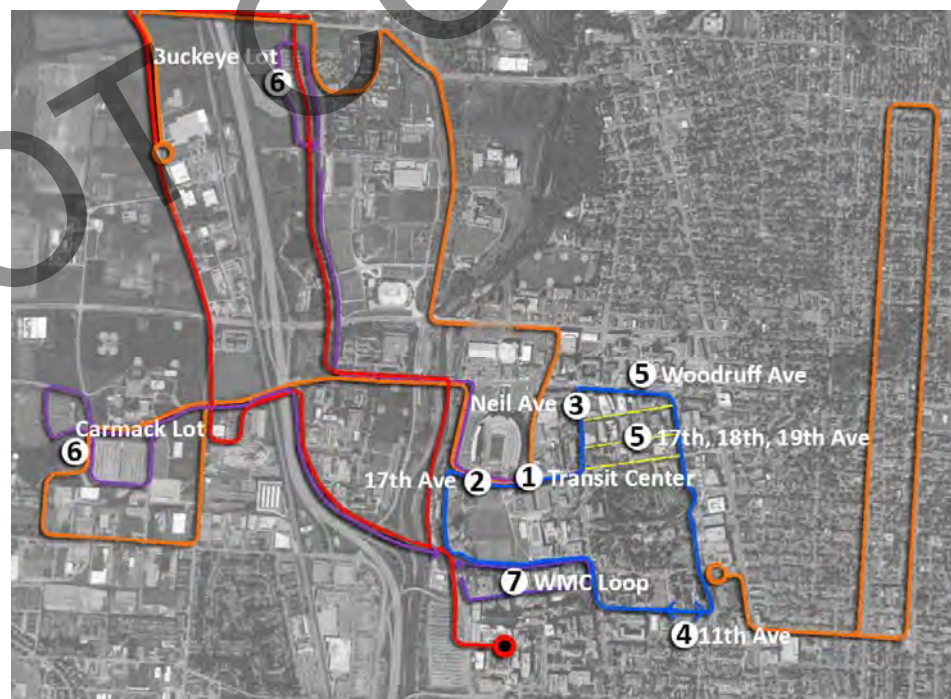 Buckeye Lot
6
5 Woodruff Ave
Neil Ave
3
Carmack Lot
5 17th, 18th, 19th Ave
6
17th Ave 2
1 Transit Center
7 WMC Loop
4 11th Ave